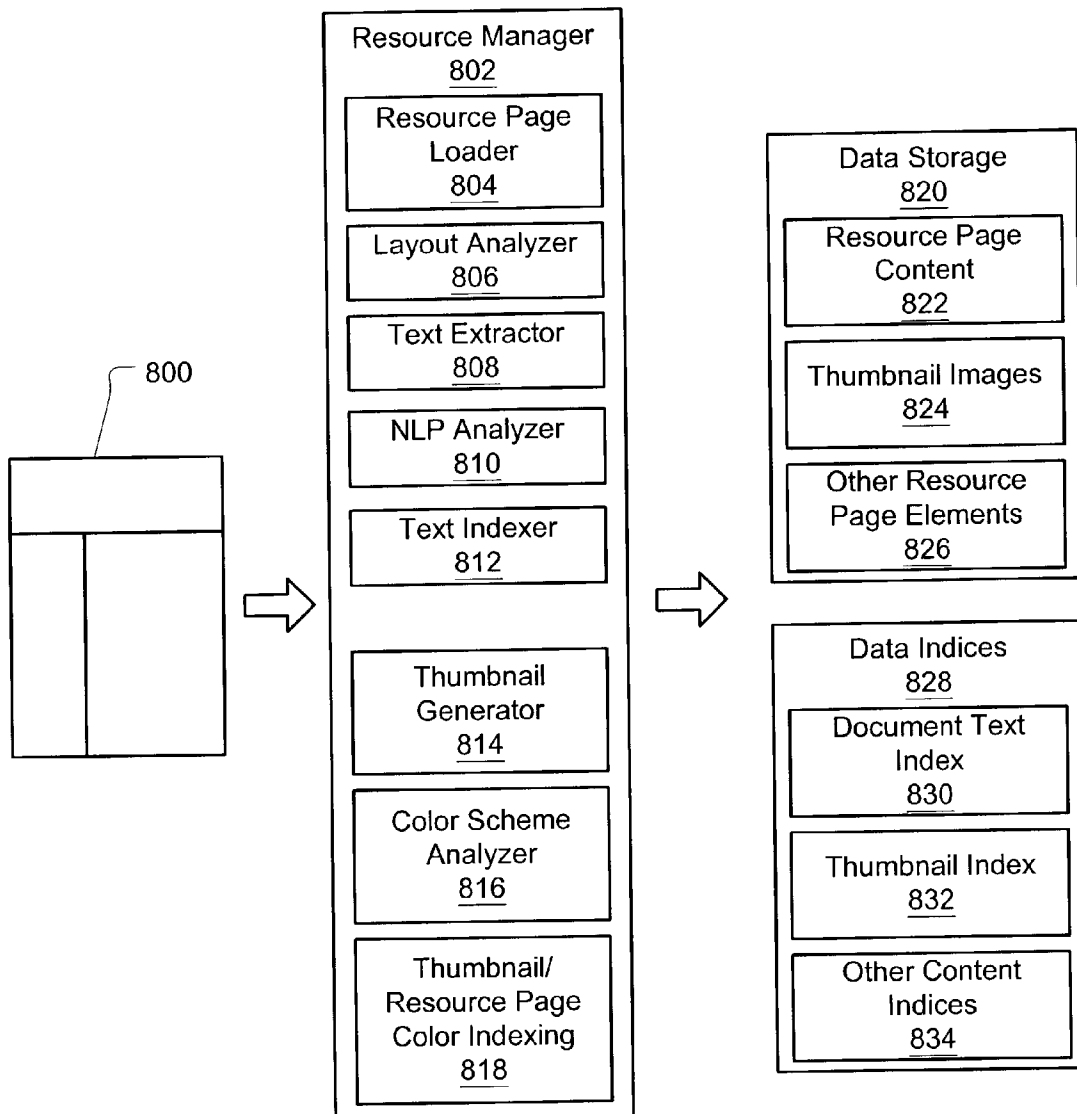 800
Resource Manager
802
Resource Page
Loader
804
Layout Analyzer
806
Text Extractor
808
NLP Analyzer
810
Text Indexer
812
Thumbnail
Generator
814
Color Scheme
Analyzer
816
Thumbnail/
Resource Page
Color Indexing
818
Data Storage
820
Resource Page
Content
822
Thumbnail Images
824
Other Resource
Page Elements
826
Data Indices
828
Document Text
Index
830
Thumbnail Index
832
Other Content
Indices
834